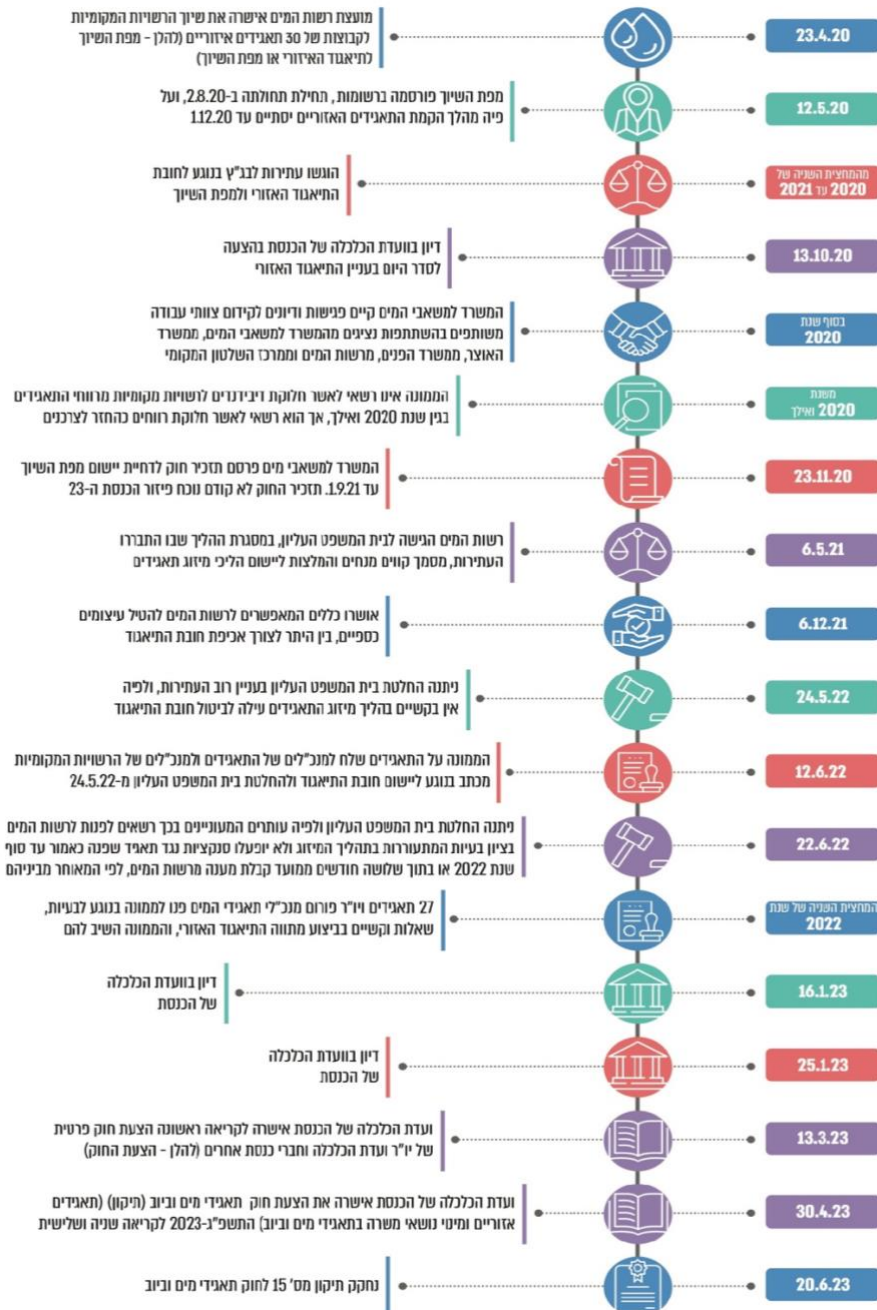 23.4.20
מועצת רשות המים אישרה את שיוך הרשויות המקומיות
לקבוצות של 30 תאגידים איזוריים (להלן - מפת השיוך
לתיאגוד האיזורי או מפת השיוך)
12.5.20
מפת השיוך פורסמה ברשומות, תחילת תחולתה ב-2.8.20, ועל
פיה מהלך הקמת התאגידים האזוריים יסתיים עד 1.12.20
מהמחצית השניה של
2020 עד 2021
הוגשו עתירות לבג"ץ בנוגע לחובת
התיאגוד האזורי ולמפת השיוך
13.10.20
דיון בוועדת הכלכלה של הכנסת בהצעה
לסדר היום בעניין התיאגוד האזורי
בסוף שנת
2020
המשרד למשאבי המים קיים פגישות ודיונים לקידום צוותי עבודה
משותפים בהשתתפות נציגים מהמשרד למשאבי המים, ממשרד
האוצר, ממשרד הפנים, מרשות המים וממרכז השלטון המקומי
משנת
2020 ואילך
הממונה אינו רשאי לאשר חלוקת דיבידנדים לרשויות מקומיות מרווחי התאגידים
בגין שנת 2020 ואילך, אך הוא רשאי לאשר חלוקת רווחים כהחזר לצרכנים
23.11.20
המשרד למשאבי מים פרסם תזכיר חוק לדחיית יישום מפת השיוך
עד 1.9.21. תזכיר החוק לא קודם נוכח פיזור הכנסת ה-23
6.5.21
רשות המים הגישה לבית המשפט העליון, במסגרת ההליך שבו התבררו
העתירות, מסמך קווים מנחים והמלצות ליישום הליכי מיזוג תאגידים
6.12.21
אושרו כללים המאפשרים לרשות המים להטיל עיצומים
כספיים, בין היתר לצורך אכיפת חובת התיאגוד
24.5.22
ניתנה החלטת בית המשפט העליון בעניין רוב העתירות, ולפיה
אין בקשיים בהליך מיזוג התאגידים עילה לביטול חובת התיאגוד
12.6.22
הממונה על התאגידים שלח למנכ"לים של התאגידים ולמנכ"לים של הרשויות המקומיות
מכתב בנוגע ליישום חובת התיאגוד ולהחלטת בית המשפט העליון מ-24.5.22
22.6.22
ניתנה החלטת בית המשפט העליון ולפיה עותרים המעוניינים בכך רשאים לפנות לרשות המים
בציון בעיות המתעוררות בתהליך המיזוג ולא יופעלו סנקציות נגד תאגיד שפנה כאמור עד סוף
שנת 2022 או בתוך שלושה חודשים ממועד קבלת מענה מרשות המים, לפי המאוחר מביניהם
המחצית השניה של שנת
2022
27 תאגידים ויו"ר פורום מנכ"לי תאגידי המים פנו לממונה בנוגע לבעיות,
שאלות וקשיים בביצוע מתווה התיאגוד האזורי, והממונה השיב להם
16.1.23
דיון בוועדת הכלכלה
של הכנסת
25.1.23
דיון בוועדת הכלכלה
של הכנסת
13.3.23
ועדת הכלכלה של הכנסת אישרה לקריאה ראשונה הצעת חוק פרטית
של יו"ר ועדת הכלכלה וחברי כנסת אחרים (להלן - הצעת החוק)
30.4.23
ועדת הכלכלה של הכנסת אישרה את הצעת חוק תאגידי מים וביוב (תיקון) (תאגידים
אזוריים ומינוי נושאי משרה בתאגידי מים וביוב) התשפ"ג-2023 לקריאה שניה ושלישית
20.6.23
נחקק תיקון מס' 15 לחוק תאגידי מים וביוב